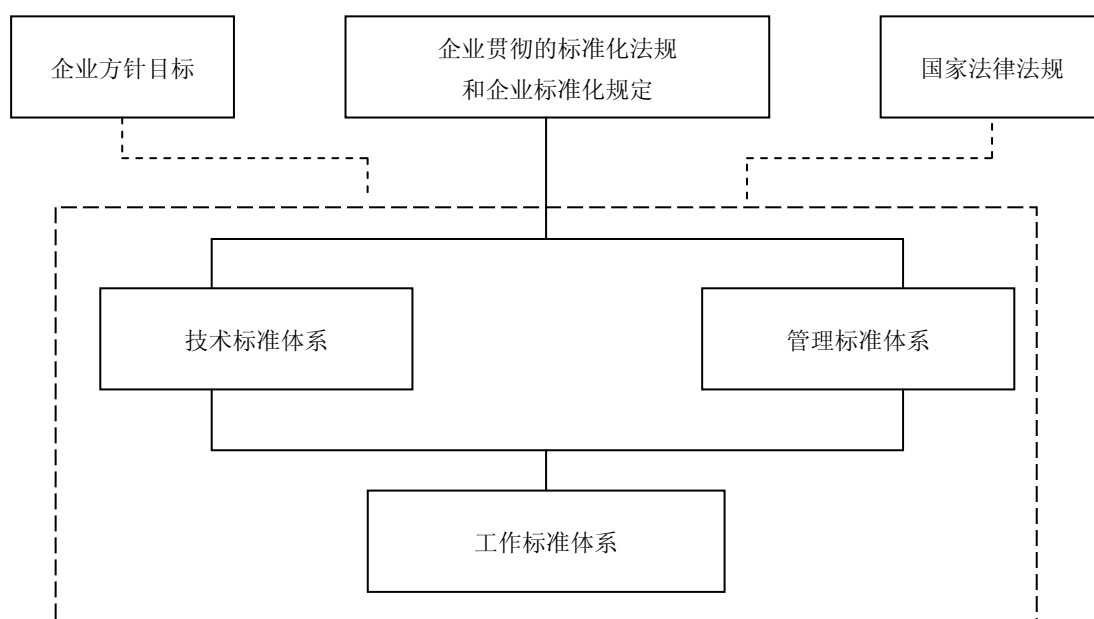 企业方针目标
企业贯彻的标准化法规
和企业标准化规定
国家法律法规
技术标准体系
管理标准体系
工作标准体系